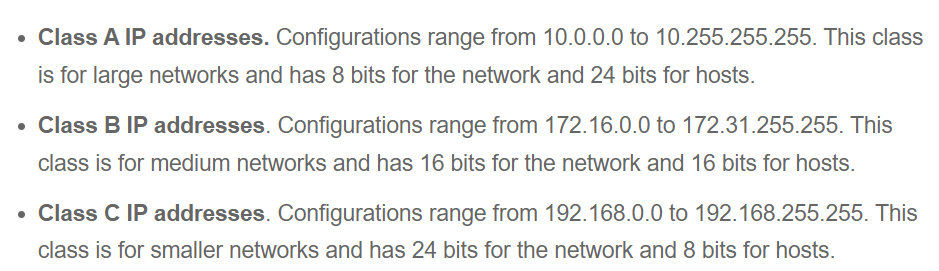 • Class A IP addresses. Configurations range from 10.0.0.0 to 10.255.255.255. This class
is for large networks and has 8 bits for the network and 24 bits for hosts.
• Class B IP addresses. Configurations range from 172.16.0.0 to 172.31.255.255. This
class is for medium networks and has 16 bits for the network and 16 bits for hosts.
• Class C IP addresses. Configurations range from 192.168.0.0 to 192.168.255.255. This
class is for smaller networks and has 24 bits for the network and 8 bits for hosts.